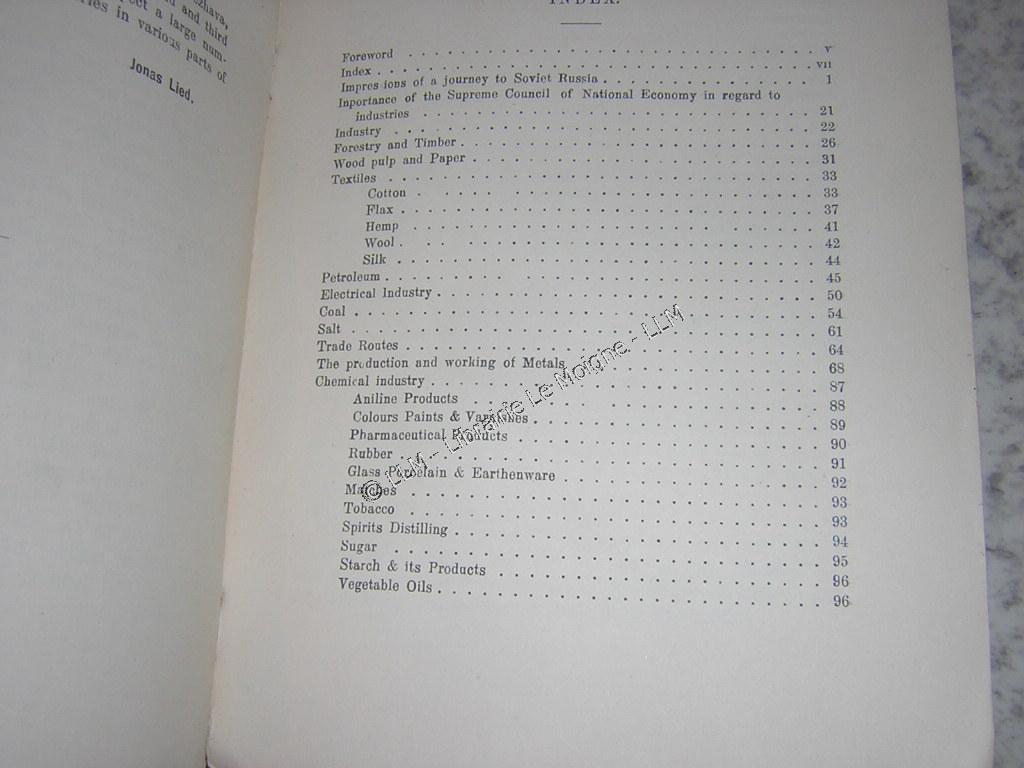 zhava,
and third
ect a large num-
ries in various parts of
Jonas Lied.
INDEX.
Foreword . . . . . . . . . . . . . . . . . . . . . . . . v
Index . . . . . . . . . . . . . . . . . . . . . . . . vii
Impressions of a journey to Soviet Russia . . . . . . . . . . . . 1
Inportance of the Supreme Council of National Economy in regard to
industries . . . . . . . . . . . . . . . . . . . . . . 21
Industry . . . . . . . . . . . . . . . . . . . . . . . . 22
Forestry and Timber . . . . . . . . . . . . . . . . . . . . 26
Wood pulp and Paper . . . . . . . . . . . . . . . . . . . . 31
Textiles . . . . . . . . . . . . . . . . . . . . . . . . 33
Cotton . . . . . . . . . . . . . . . . . . . . . . 33
Flax . . . . . . . . . . . . . . . . . . . . . . . 37
Hemp . . . . . . . . . . . . . . . . . . . . . . . 41
Wool . . . . . . . . . . . . . . . . . . . . . . . 42
Silk . . . . . . . . . . . . . . . . . . . . . . . 44
Petroleum . . . . . . . . . . . . . . . . . . . . . . . . 45
Electrical Industry . . . . . . . . . . . . . . . . . . . . . 50
Coal . . . . . . . . . . . . . . . . . . . . . . . . . . 54
Salt . . . . . . . . . . . . . . . . . . . . . . . . . . 61
Trade Routes . . . . . . . . . . . . . . . . . . . . . . . 64
The production and working of Metals . . . . . . . . . . . . . . 68
Chemical industry . . . . . . . . . . . . . . . . . . . . . 87
Aniline Products . . . . . . . . . . . . . . . . . . . 88
Colours Paints & Varnishes . . . . . . . . . . . . . . . . 89
Pharmaceutical Products . . . . . . . . . . . . . . . . . 90
Rubber . . . . . . . . . . . . . . . . . . . . . . . 91
Glass Porcelain & Earthenware . . . . . . . . . . . . . . 92
Matches . . . . . . . . . . . . . . . . . . . . . . . 93
Tobacco . . . . . . . . . . . . . . . . . . . . . . . 93
Spirits Distilling . . . . . . . . . . . . . . . . . . . . 94
Sugar . . . . . . . . . . . . . . . . . . . . . . . . 95
Starch & its Products . . . . . . . . . . . . . . . . . . 96
Vegetable Oils . . . . . . . . . . . . . . . . . . . . . 96
© LLM - Librairie Le Moigne - LLM